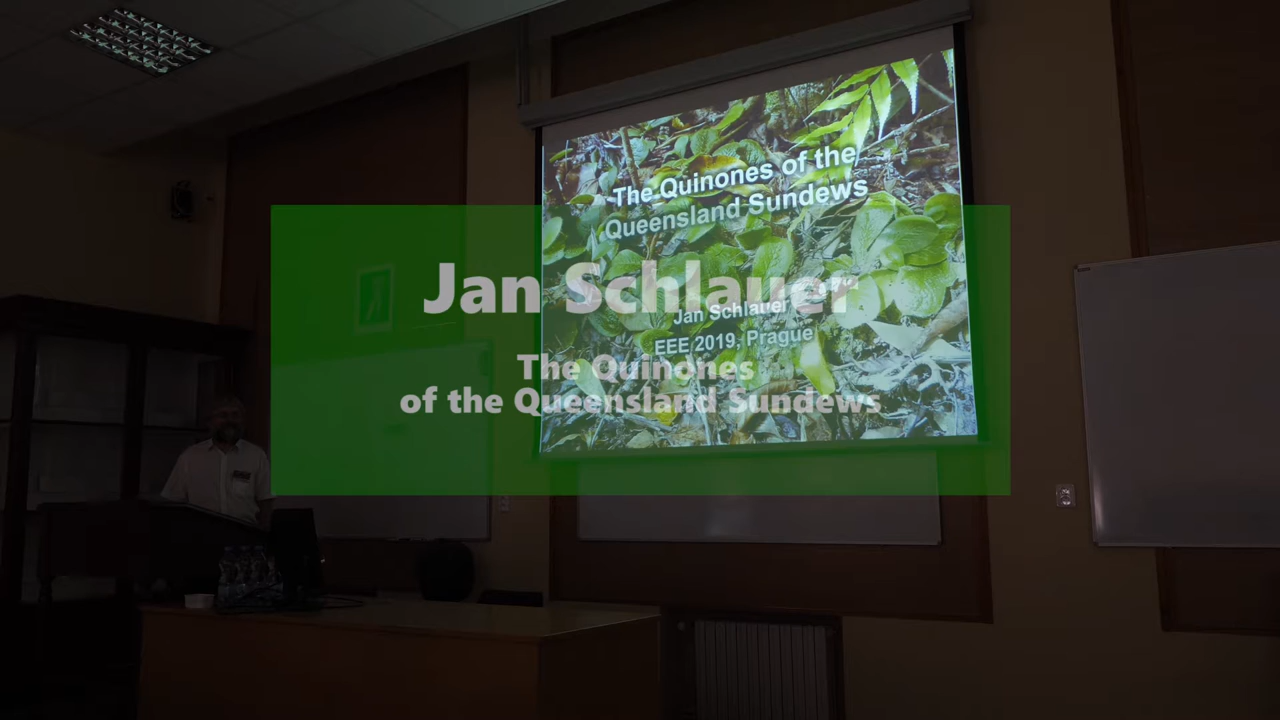 The Quinones of the
Queensland Sundews
Jan Schlauer
EEE 2019, Prague
Jan Schlauer
The Quinones
of the Queensland Sundews